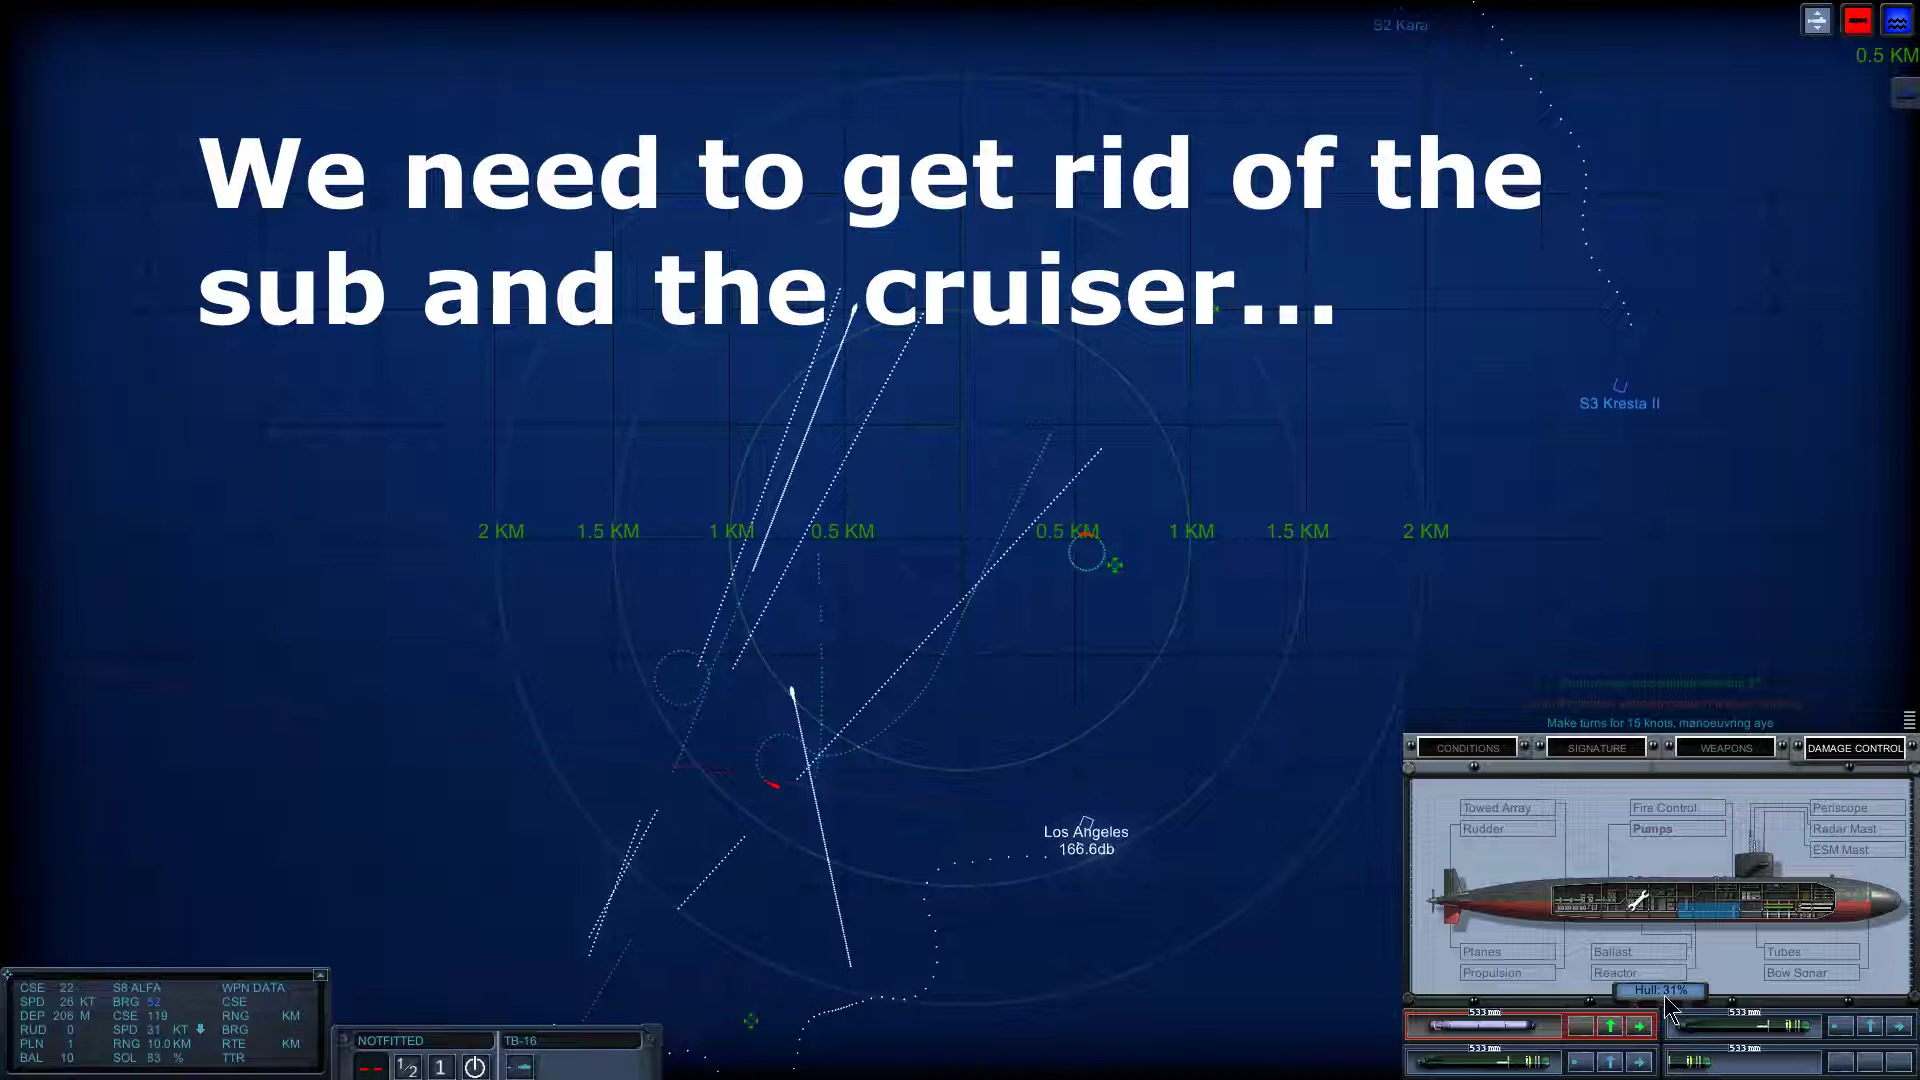 S2 Kara
0.5 KM
We need to get rid of the
sub and the cruiser...
S3 Kresta II
2 KM 1.5 KM 1 KM 0.5 KM 0.5 KM 1 KM 1.5 KM 2 KM
Make turns for 15 knots, manoeuvring aye
CONDITIONS SIGNATURE WEAPONS DAMAGE CONTROL
Towed Array Fire Control Periscope
Rudder Pumps Radar Mast
ESM Mast
Los Angeles
166.6db
Planes Ballast Tubes
Propulsion Reactor Bow Sonar
Hull: 31%
533 mm 533 mm
533 mm 533 mm
CSE 22 S8 ALFA WPN DATA
SPD 26 KT BRG 52 CSE
DEP 206 M CSE 119 RNG KM
RUD 0 SPD 31 KT BRG
PLN 1 RNG 10.0 KM RTE KM
BAL 10 SOL 83 % TTR
NOTFITTED TB-16
-- 1/2 1